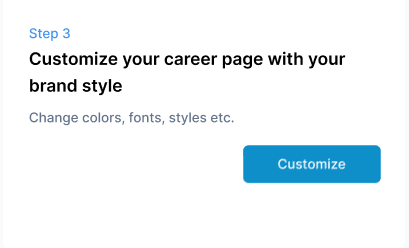 Step 3
Customize your career page with your
brand style
Change colors, fonts, styles etc.
Customize